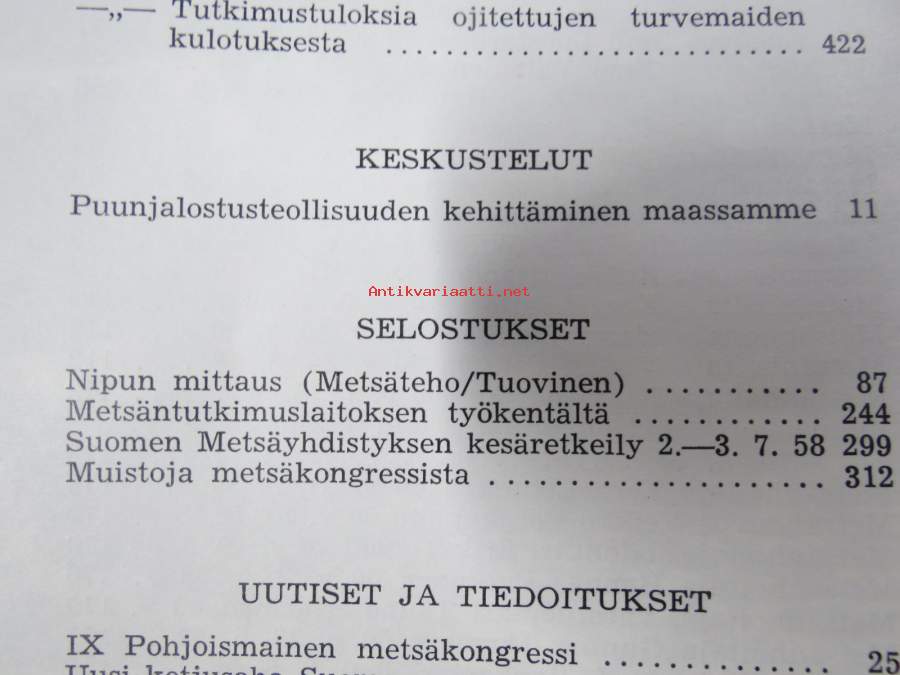 —„— Tutkimustuloksia ojitettujen turvemaiden
kulotuksesta .............................. 422
KESKUSTELUT
Puunjalostusteollisuuden kehittäminen maassamme 11
Antikvariaatti.net
SELOSTUKSET
Nipun mittaus (Metsäteho/Tuovinen) ........... 87
Metsäntutkimuslaitoksen työkentältä ............ 244
Suomen Metsäyhdistyksen kesäretkeily 2.—3. 7. 58 299
Muistoja metsäkongressista ...................... 312
UUTISET JA TIEDOITUKSET
IX Pohjoismainen metsäkongressi ............... 25